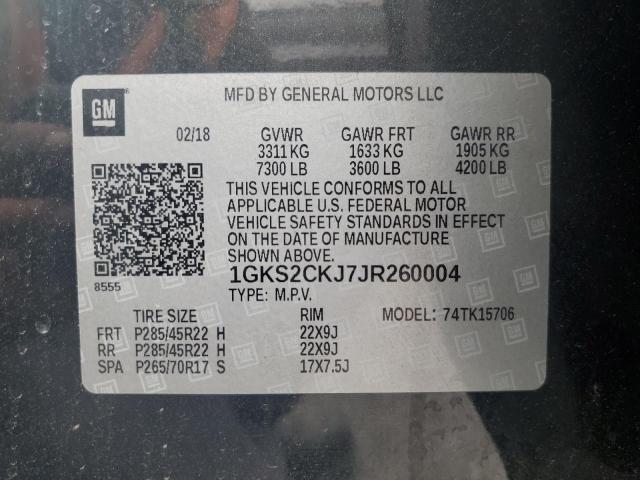 GM
MFD BY GENERAL MOTORS LLC
02/18 GVWR GAWR FRT GAWR RR
3311 KG 1633 KG 1905 KG
7300 LB 3600 LB 4200 LB
THIS VEHICLE CONFORMS TO ALL
APPLICABLE U.S. FEDERAL MOTOR
VEHICLE SAFETY STANDARDS IN EFFECT
ON THE DATE OF MANUFACTURE
SHOWN ABOVE.
8555
1GKS2CKJ7JR260004
TYPE: M.P.V.
TIRE SIZE RIM MODEL: 74TK15706
FRT P285/45R22 H 22X9J
RR P285/45R22 H 22X9J
SPA P265/70R17 S 17X7.5J